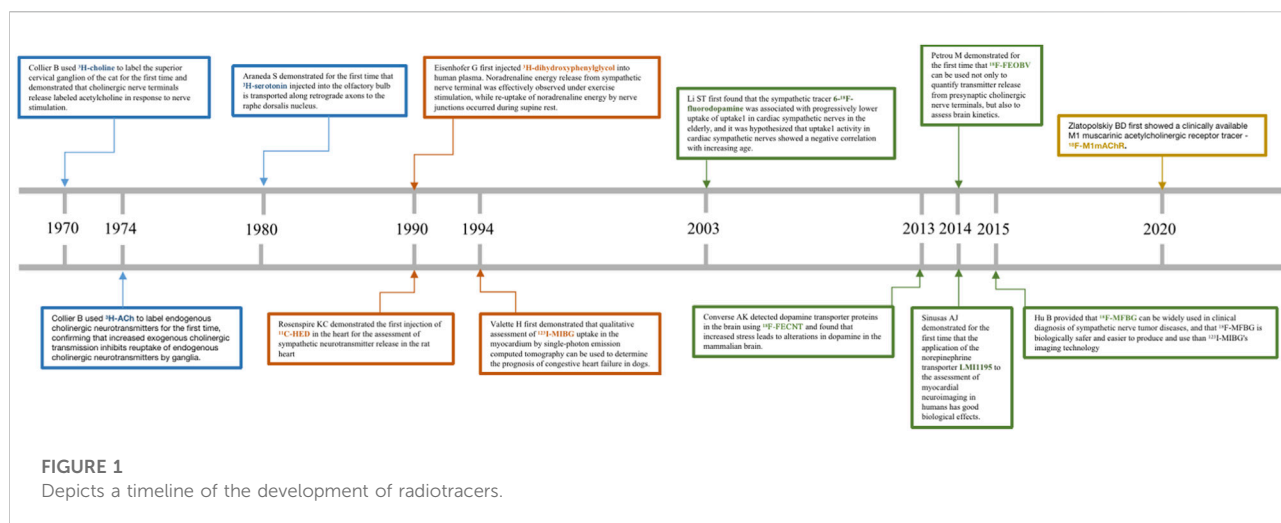 Collier B used ³H-choline to label the superior
cervical ganglion of the cat for the first time and
demonstrated that cholinergic nerve terminals
release labeled acetylcholine in response to nerve
stimulation.
Araneda S demonstrated for the first time that
³H-serotonin injected into the olfactory bulb
is transported along retrograde axons to the
raphe dorsalis nucleus.
Eisenhofer G first injected ³H-dihydroxyphenylglycol into
human plasma. Noradrenaline energy release from sympathetic
nerve terminal was effectively observed under exercise
stimulation, while re-uptake of noradrenaline energy by nerve
junctions occurred during supine rest.
Li ST first found that the sympathetic tracer 6-¹⁸F-
fluorodopamine was associated with progressively lower
uptake of uptake1 in cardiac sympathetic nerves in the
elderly, and it was hypothesized that uptake1 activity in
cardiac sympathetic nerves showed a negative correlation
with increasing age.
Petrou M demonstrated for
the first time that ¹⁸F-FEOBV
can be used not only to
quantify transmitter release
from presynaptic cholinergic
nerve terminals, but also to
assess brain kinetics.
Zlatopolskiy BD first showed a clinically available
M1 muscarinic acetylcholinergic receptor tracer -
¹⁸F-M1mAChR.
1970 1974 1980 1990 1994 2003 2013 2014 2015 2020
Collier B used ³H-ACh to label endogenous
cholinergic neurotransmitters for the first time,
confirming that increased exogenous cholinergic
transmission inhibits reuptake of endogenous
cholinergic neurotransmitters by ganglia.
Rosenspire KC demonstrated the first injection of
¹¹C-HED in the heart for the assessment of
sympathetic neurotransmitter release in the rat
heart
Valette H first demonstrated that qualitative
assessment of ¹²³I-MIBG uptake in the
myocardium by single-photon emission
computed tomography can be used to determine
the prognosis of congestive heart failure in dogs.
Converse AK detected dopamine transporter proteins
in the brain using ¹⁸F-FECNT and found that
increased stress leads to alterations in dopamine in the
mammalian brain.
Sinusas AJ
demonstrated for the
first time that the
application of the
norepinephrine
transporter LMI1195 to
the assessment of
myocardial
neuroimaging in
humans has good
biological effects.
Hu B provided that ¹⁸F-MFBG can be widely used in clinical
diagnosis of sympathetic nerve tumor diseases, and that ¹⁸F-MFBG is
biologically safer and easier to produce and use than ¹²³I-MIBG's
imaging technology
FIGURE 1
Depicts a timeline of the development of radiotracers.